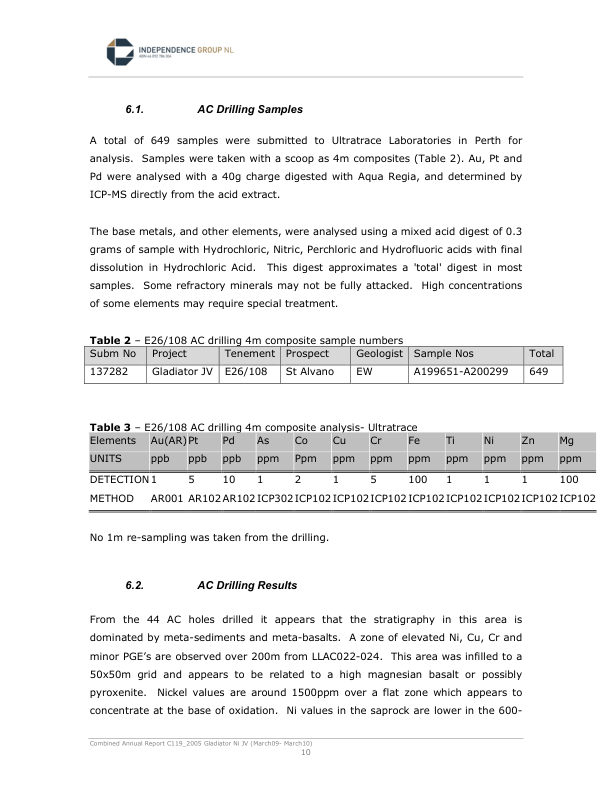 INDEPENDENCE GROUP NL
6.1. AC Drilling Samples
A total of 649 samples were submitted to Ultratrace Laboratories in Perth for
analysis. Samples were taken with a scoop as 4m composites (Table 2). Au, Pt and
Pd were analysed with a 40g charge digested with Aqua Regia, and determined by
ICP-MS directly from the acid extract.
The base metals, and other elements, were analysed using a mixed acid digest of 0.3
grams of sample with Hydrochloric, Nitric, Perchloric and Hydrofluoric acids with final
dissolution in Hydrochloric Acid. This digest approximates a 'total' digest in most
samples. Some refractory minerals may not be fully attacked. High concentrations
of some elements may require special treatment.
Table 2 – E26/108 AC drilling 4m composite sample numbers
Subm No Project Tenement Prospect Geologist Sample Nos Total
137282 Gladiator JV E26/108 St Alvano EW A199651-A200299 649
Table 3 – E26/108 AC drilling 4m composite analysis- Ultratrace
Elements Au(AR) Pt Pd As Co Cu Cr Fe Ti Ni Zn Mg
UNITS ppb ppb ppb ppm Ppm ppm ppm ppm ppm ppm ppm ppm
DETECTION 1 5 10 1 2 1 5 100 1 1 1 100
METHOD AR001 AR102 AR102 ICP302 ICP102 ICP102 ICP102 ICP102 ICP102 ICP102 ICP102 ICP102
No 1m re-sampling was taken from the drilling.
6.2. AC Drilling Results
From the 44 AC holes drilled it appears that the stratigraphy in this area is
dominated by meta-sediments and meta-basalts. A zone of elevated Ni, Cu, Cr and
minor PGE's are observed over 200m from LLAC022-024. This area was infilled to a
50x50m grid and appears to be related to a high magnesian basalt or possibly
pyroxenite. Nickel values are around 1500ppm over a flat zone which appears to
concentrate at the base of oxidation. Ni values in the saprock are lower in the 600-
Combined Annual Report C119_2005 Gladiator Ni JV (March09- March10)
10